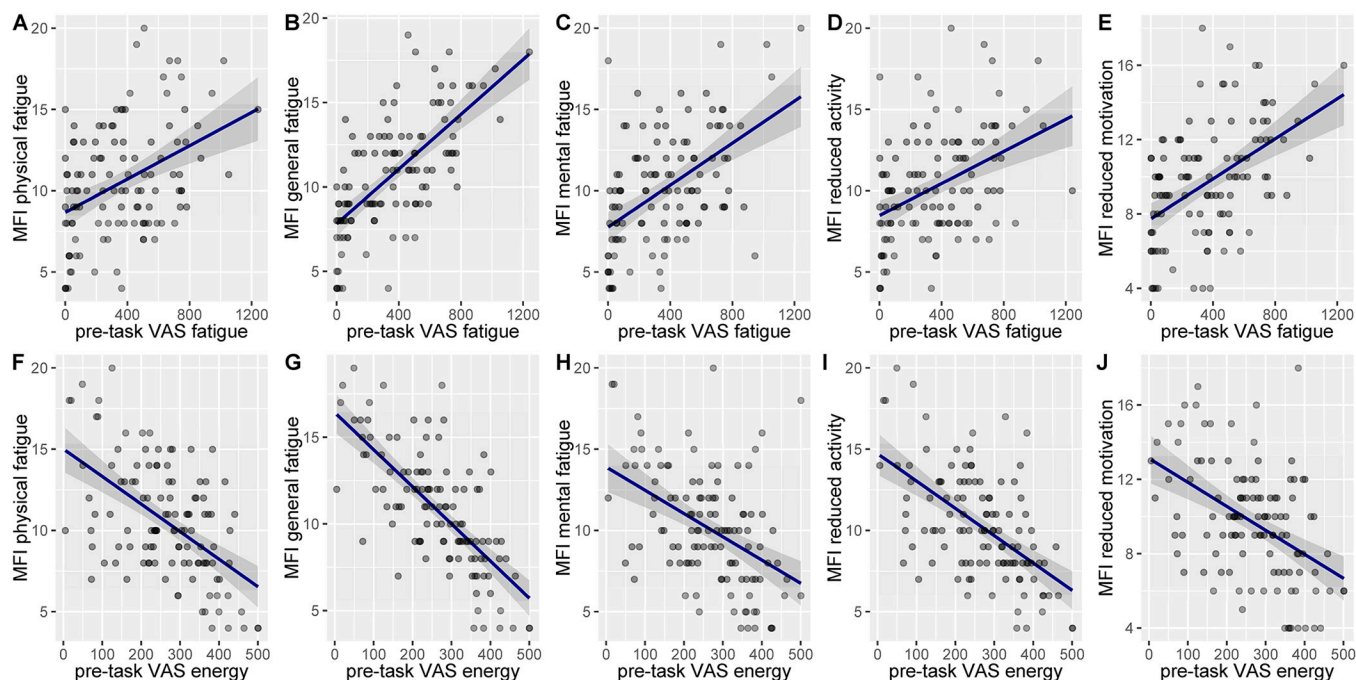 A
MFI physical fatigue
20
15
10
5
0 400 800 1200
pre-task VAS fatigue
B
MFI general fatigue
20
15
10
5
0 400 800 1200
pre-task VAS fatigue
C
MFI mental fatigue
20
15
10
5
0 400 800 1200
pre-task VAS fatigue
D
MFI reduced activity
20
15
10
5
0 400 800 1200
pre-task VAS fatigue
E
MFI reduced motivation
16
12
8
4
0 400 800 1200
pre-task VAS fatigue
F
MFI physical fatigue
20
15
10
5
0 100 200 300 400 500
pre-task VAS energy
G
MFI general fatigue
15
10
5
0 100 200 300 400 500
pre-task VAS energy
H
MFI mental fatigue
20
15
10
5
0 100 200 300 400 500
pre-task VAS energy
I
MFI reduced activity
20
15
10
5
0 100 200 300 400 500
pre-task VAS energy
J
MFI reduced motivation
16
12
8
4
0 100 200 300 400 500
pre-task VAS energy